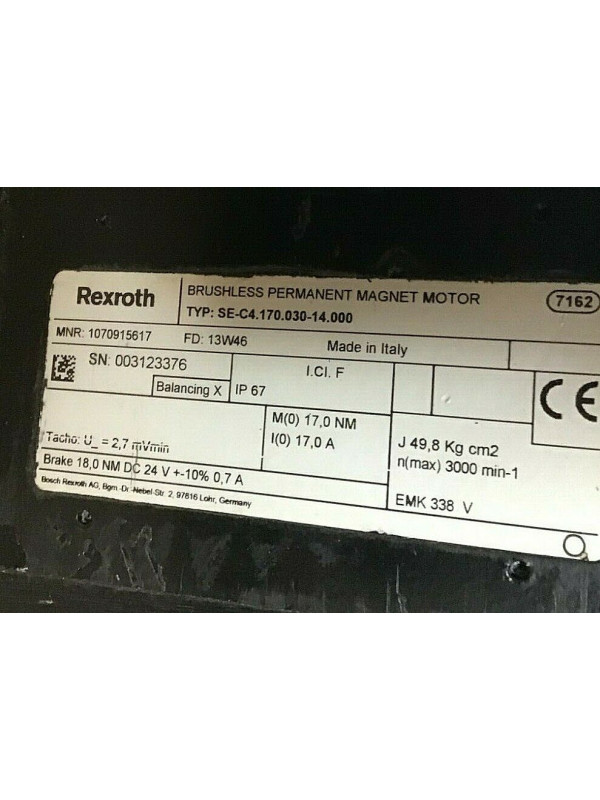 Rexroth
BRUSHLESS PERMANENT MAGNET MOTOR
7162
TYP: SE-C4.170.030-14.000
MNR: 1070915617
FD: 13W46
Made in Italy
SN: 003123376
I.Cl. F
Balancing X
IP 67
CE
M(0) 17,0 NM
I(0) 17,0 A
J 49,8 Kg cm2
n(max) 3000 min-1
Tacho: U_ = 2,7 mVmin
Brake 18,0 NM DC 24 V +-10% 0,7 A
EMK 338 V
Bosch Rexroth AG, Bgm.-Dr.-Nebel-Str. 2, 97816 Lohr, Germany